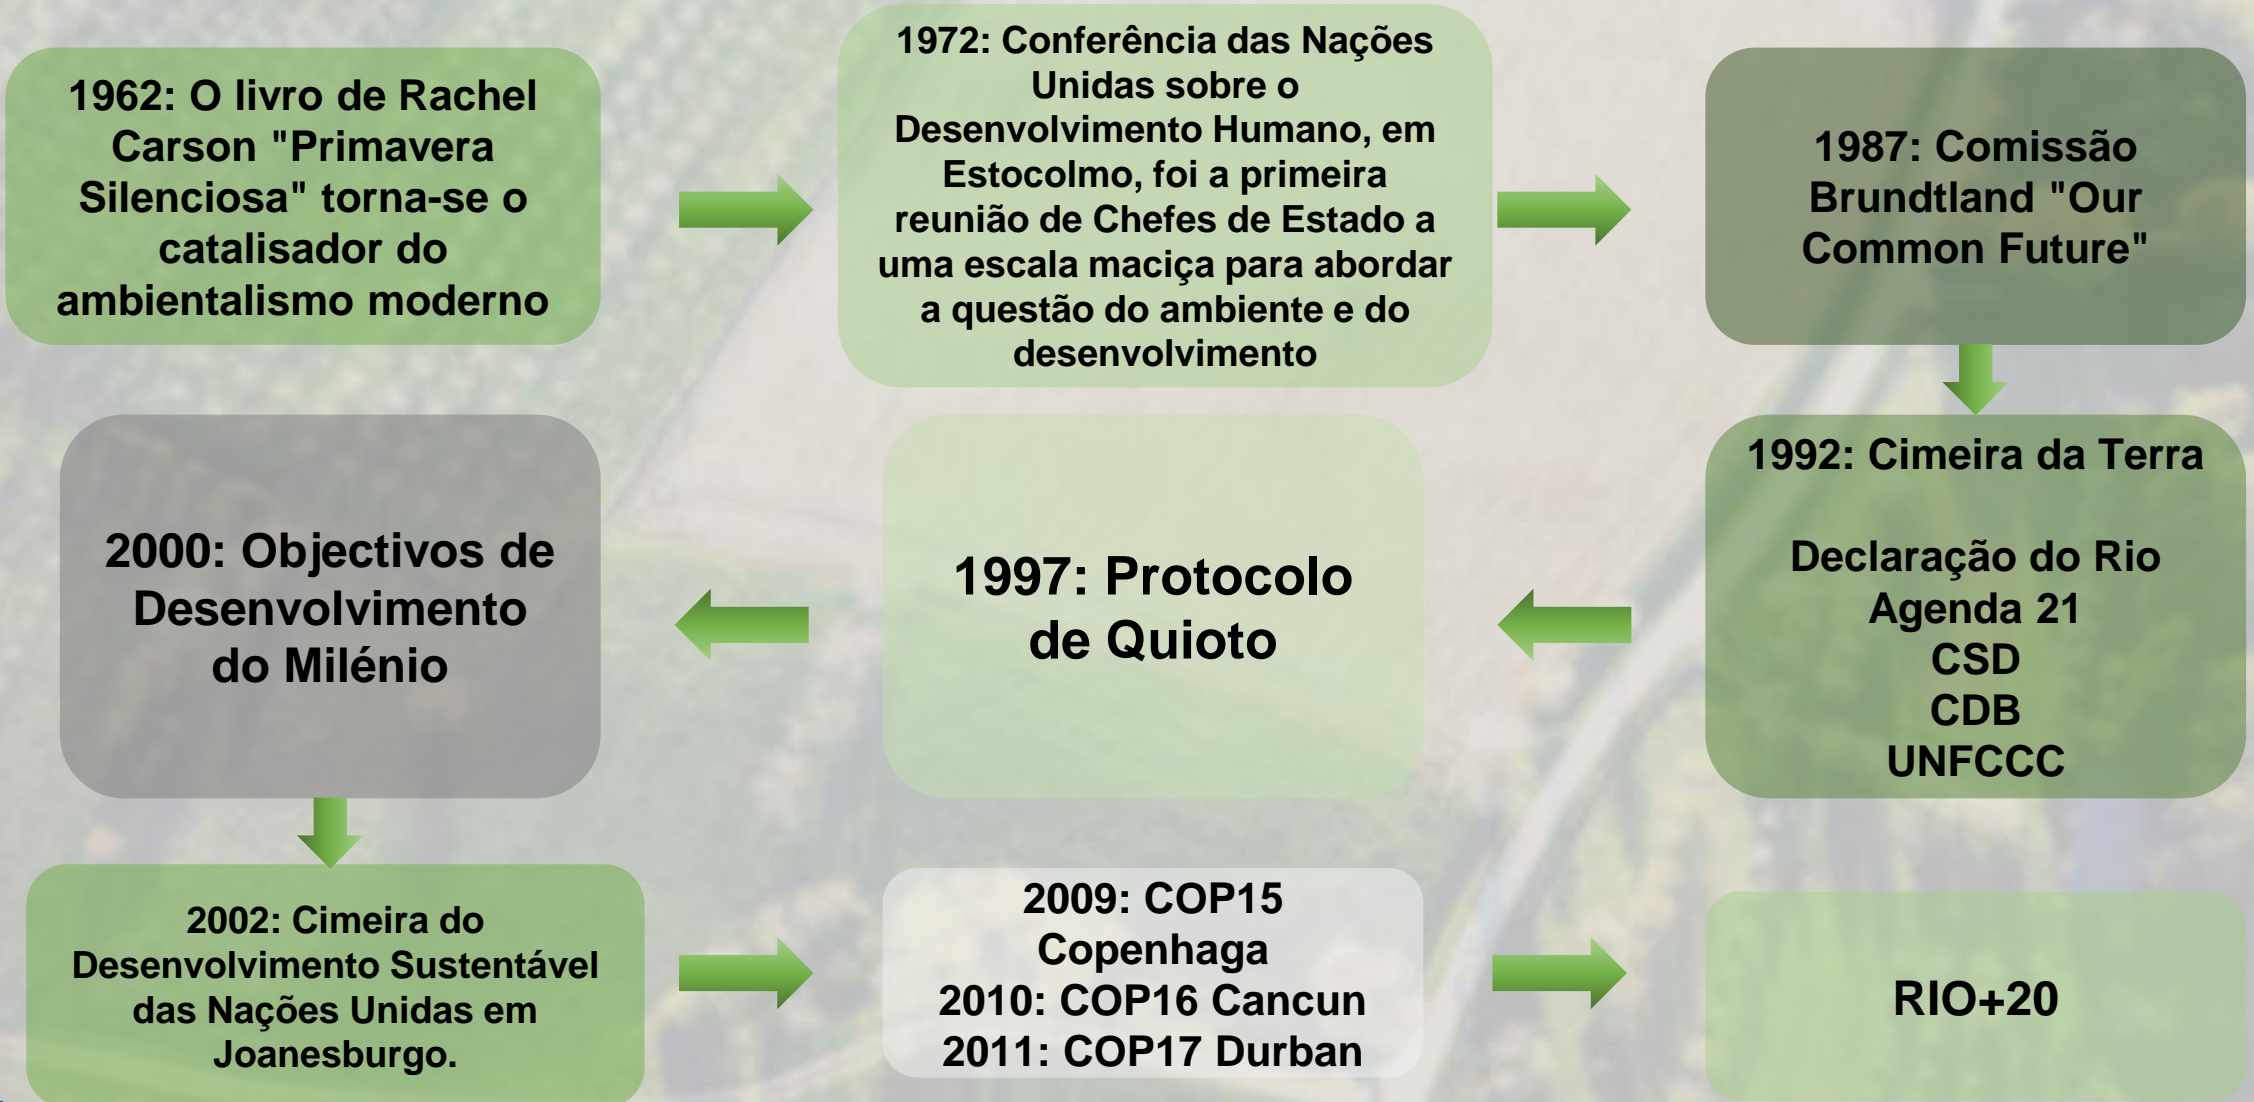 1962: O livro de Rachel
Carson "Primavera
Silenciosa" torna-se o
catalisador do
ambientalismo moderno
1972: Conferência das Nações
Unidas sobre o
Desenvolvimento Humano, em
Estocolmo, foi a primeira
reunião de Chefes de Estado a
uma escala maciça para abordar
a questão do ambiente e do
desenvolvimento
1987: Comissão
Brundtland "Our
Common Future"
1992: Cimeira da Terra
Declaração do Rio
Agenda 21
CSD
CDB
UNFCCC
1997: Protocolo
de Quioto
2000: Objectivos de
Desenvolvimento
do Milénio
2002: Cimeira do
Desenvolvimento Sustentável
das Nações Unidas em
Joanesburgo.
2009: COP15
Copenhaga
2010: COP16 Cancun
2011: COP17 Durban
RIO+20